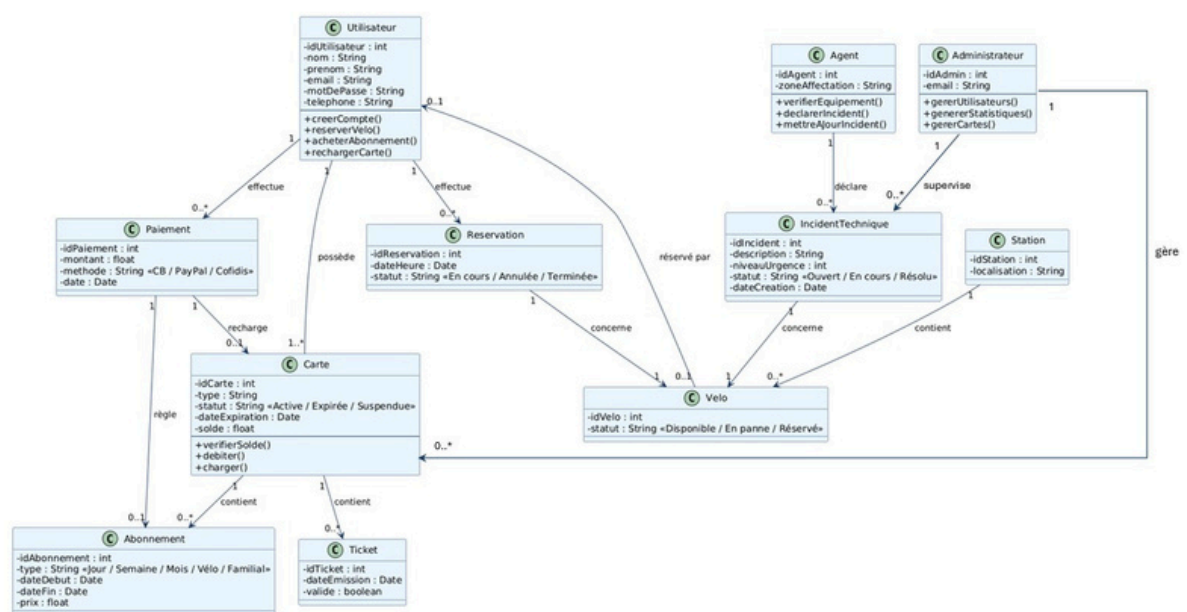 C Utilisateur
-idUtilisateur : int
-nom : String
-prenom : String
-email : String
-motDePasse : String
-telephone : String
+creerCompte()
+reserverVelo()
+acheterAbonnement()
+rechargerCarte()
C Agent
-idAgent : int
-zoneAffectation : String
+verifierEquipement()
+declarerIncident()
+mettreAJourIncident()
C Administrateur
-idAdmin : int
-email : String
+gererUtilisateurs()
+genererStatistiques()
+gererCartes()
0..1
1
1
1
1
1
1
effectue
effectue
déclare
supervise
0..*
0..*
0..*
0..*
C Paiement
-idPaiement : int
-montant : float
-methode : String «CB / PayPal / Cofidis»
-date : Date
possède
C Reservation
-idReservation : int
-dateHeure : Date
-statut : String «En cours / Annulée / Terminée»
réservé par
C IncidentTechnique
-idIncident : int
-description : String
-niveauUrgence : int
-statut : String «Ouvert / En cours / Résolu»
-dateCreation : Date
C Station
-idStation : int
-localisation : String
gère
1
1
1
1
1
recharge
concerne
concerne
contient
0..1
1..*
1
0..1
1
0..*
C Carte
-idCarte : int
-type : String
-statut : String «Active / Expirée / Suspendue»
-dateExpiration : Date
-solde : float
+verifierSolde()
+debiter()
+charger()
C Velo
-idVelo : int
-statut : String «Disponible / En panne / Réservé»
règle
0..*
1
1
contient
contient
0..1
0..*
0..*
C Abonnement
-idAbonnement : int
-type : String «Jour / Semaine / Mois / Vélo / Familial»
-dateDebut : Date
-dateFin : Date
-prix : float
C Ticket
-idTicket : int
-dateEmission : Date
-valide : boolean